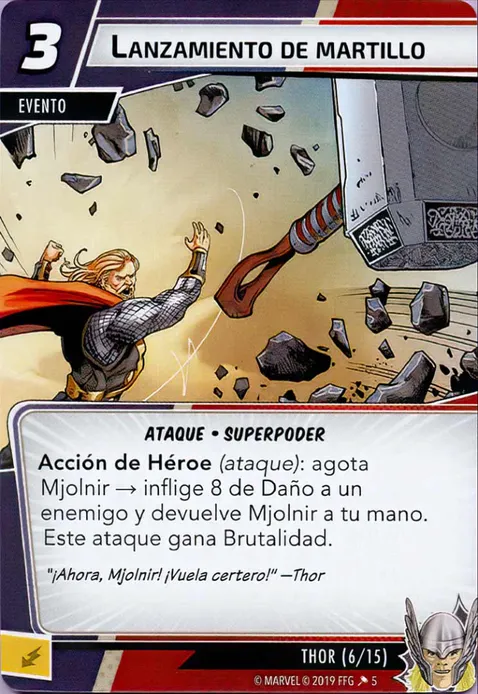 3
LANZAMIENTO DE MARTILLO
EVENTO
ATAQUE • SUPERPODER
Acción de Héroe (ataque): agota
Mjolnir → inflige 8 de Daño a un
enemigo y devuelve Mjolnir a tu mano.
Este ataque gana Brutalidad.
"¡Ahora, Mjolnir! ¡Vuela certero!" —Thor
THOR (6/15)
© MARVEL © 2019 FFG 5